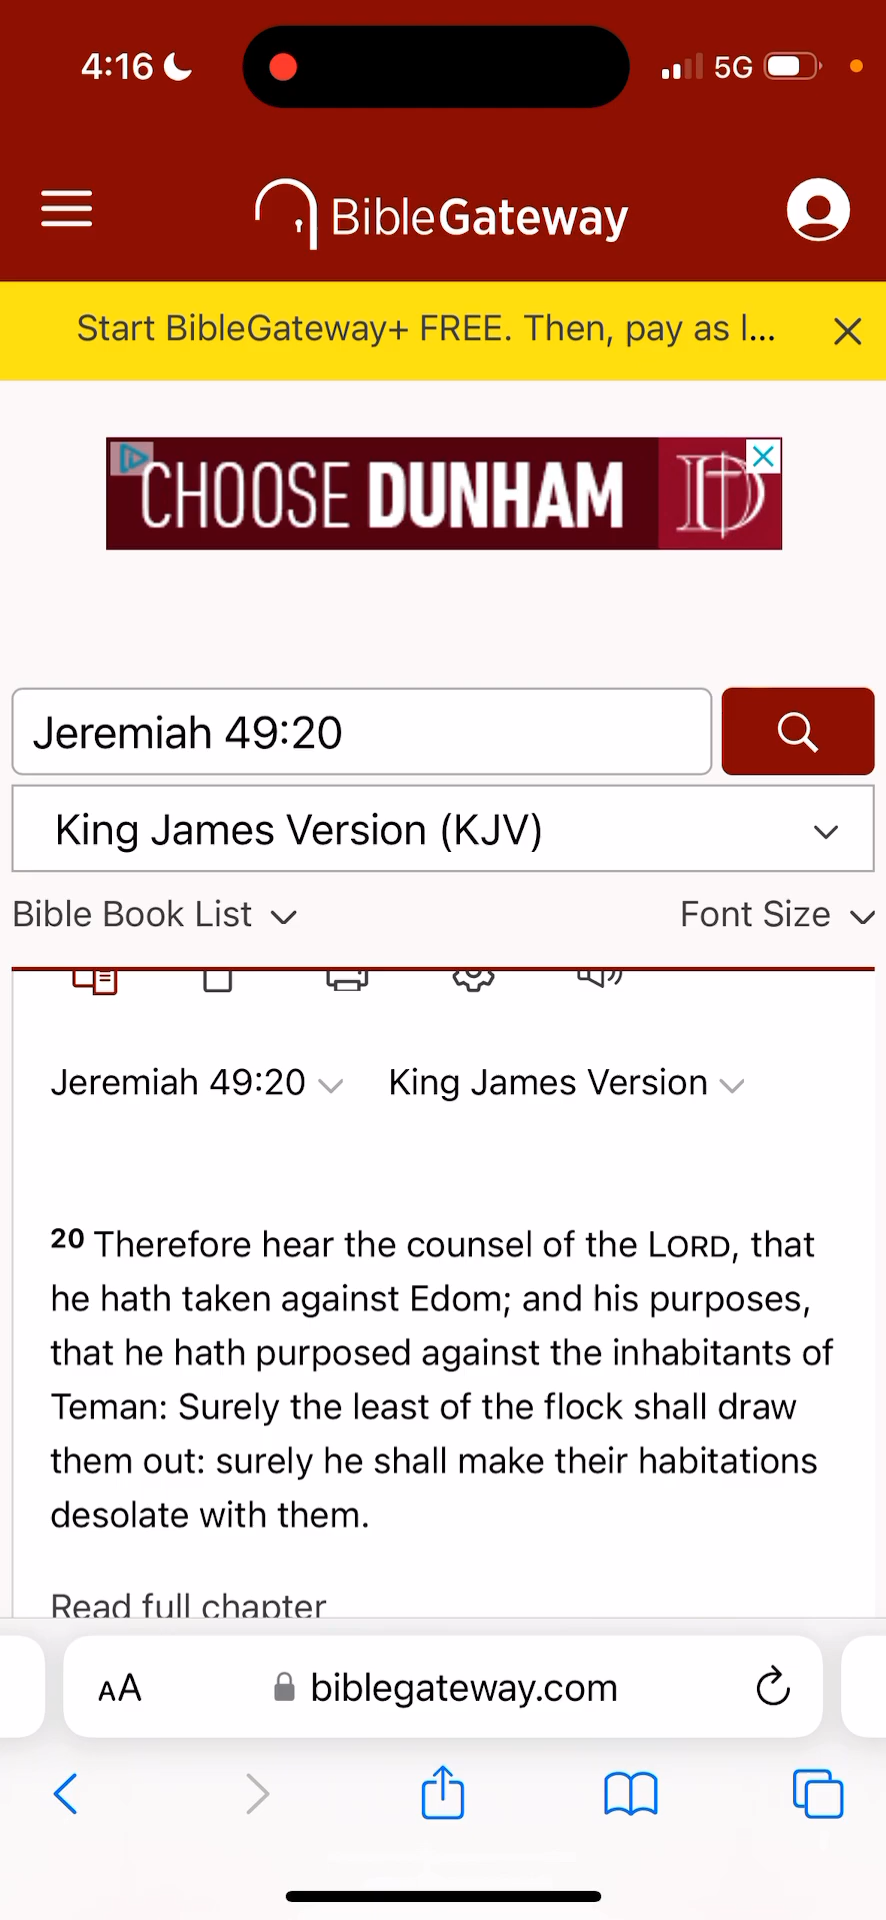 4:16
5G
BibleGateway
Start BibleGateway+ FREE. Then, pay as l...
CHOOSE DUNHAM
Jeremiah 49:20
King James Version (KJV)
Bible Book List
Font Size
Jeremiah 49:20
King James Version
20 Therefore hear the counsel of the LORD, that
he hath taken against Edom; and his purposes,
that he hath purposed against the inhabitants of
Teman: Surely the least of the flock shall draw
them out: surely he shall make their habitations
desolate with them.
Read full chapter
AA
biblegateway.com